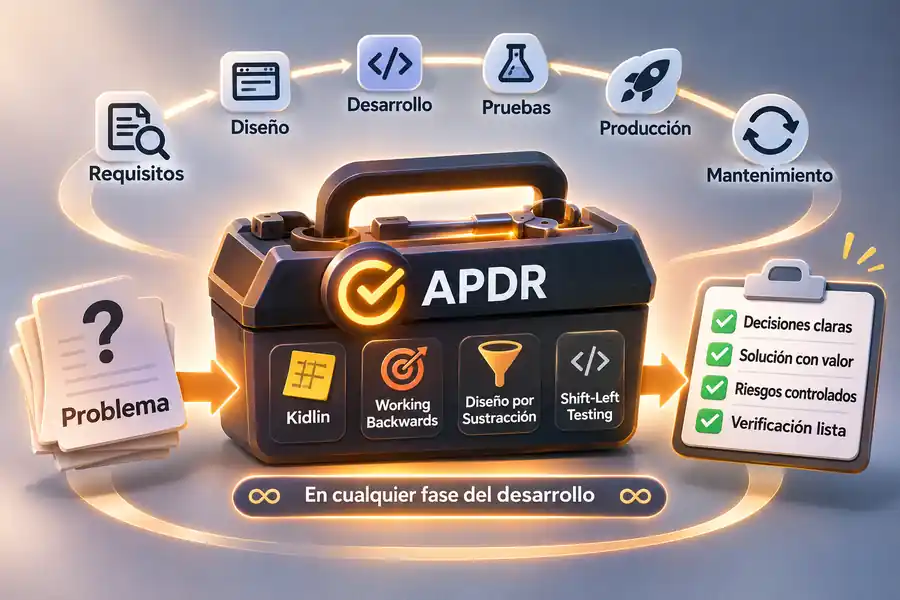 Requisitos
Diseño
Desarrollo
Pruebas
Producción
Mantenimiento
APDR
?
Problema
Kidlin
Working
Backwards
Diseño por
Sustracción
</>
Shift-Left
Testing
Decisiones claras
Solución con valor
Riesgos controlados
Verificación lista
En cualquier fase del desarrollo